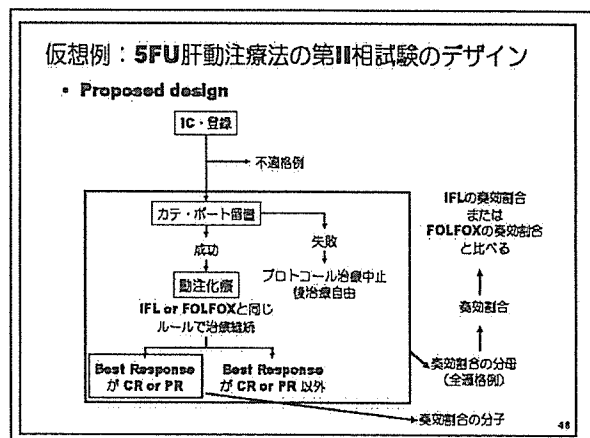 仮想例：5FU肝動注療法の第II相試験のデザイン
• Proposed design
IC・登録
不適格例
カテ・ポート留置
成功
失敗
動注化療
プロトコール治療中止
後治療自由
IFL or FOLFOXと同じ
ルールで治療継続
Best Response
が CR or PR
Best Response
が CR or PR 以外
IFLの奏効割合
または
FOLFOXの奏効割合
と比べる
奏効割合
奏効割合の分母
(全適格例)
奏効割合の分子
48